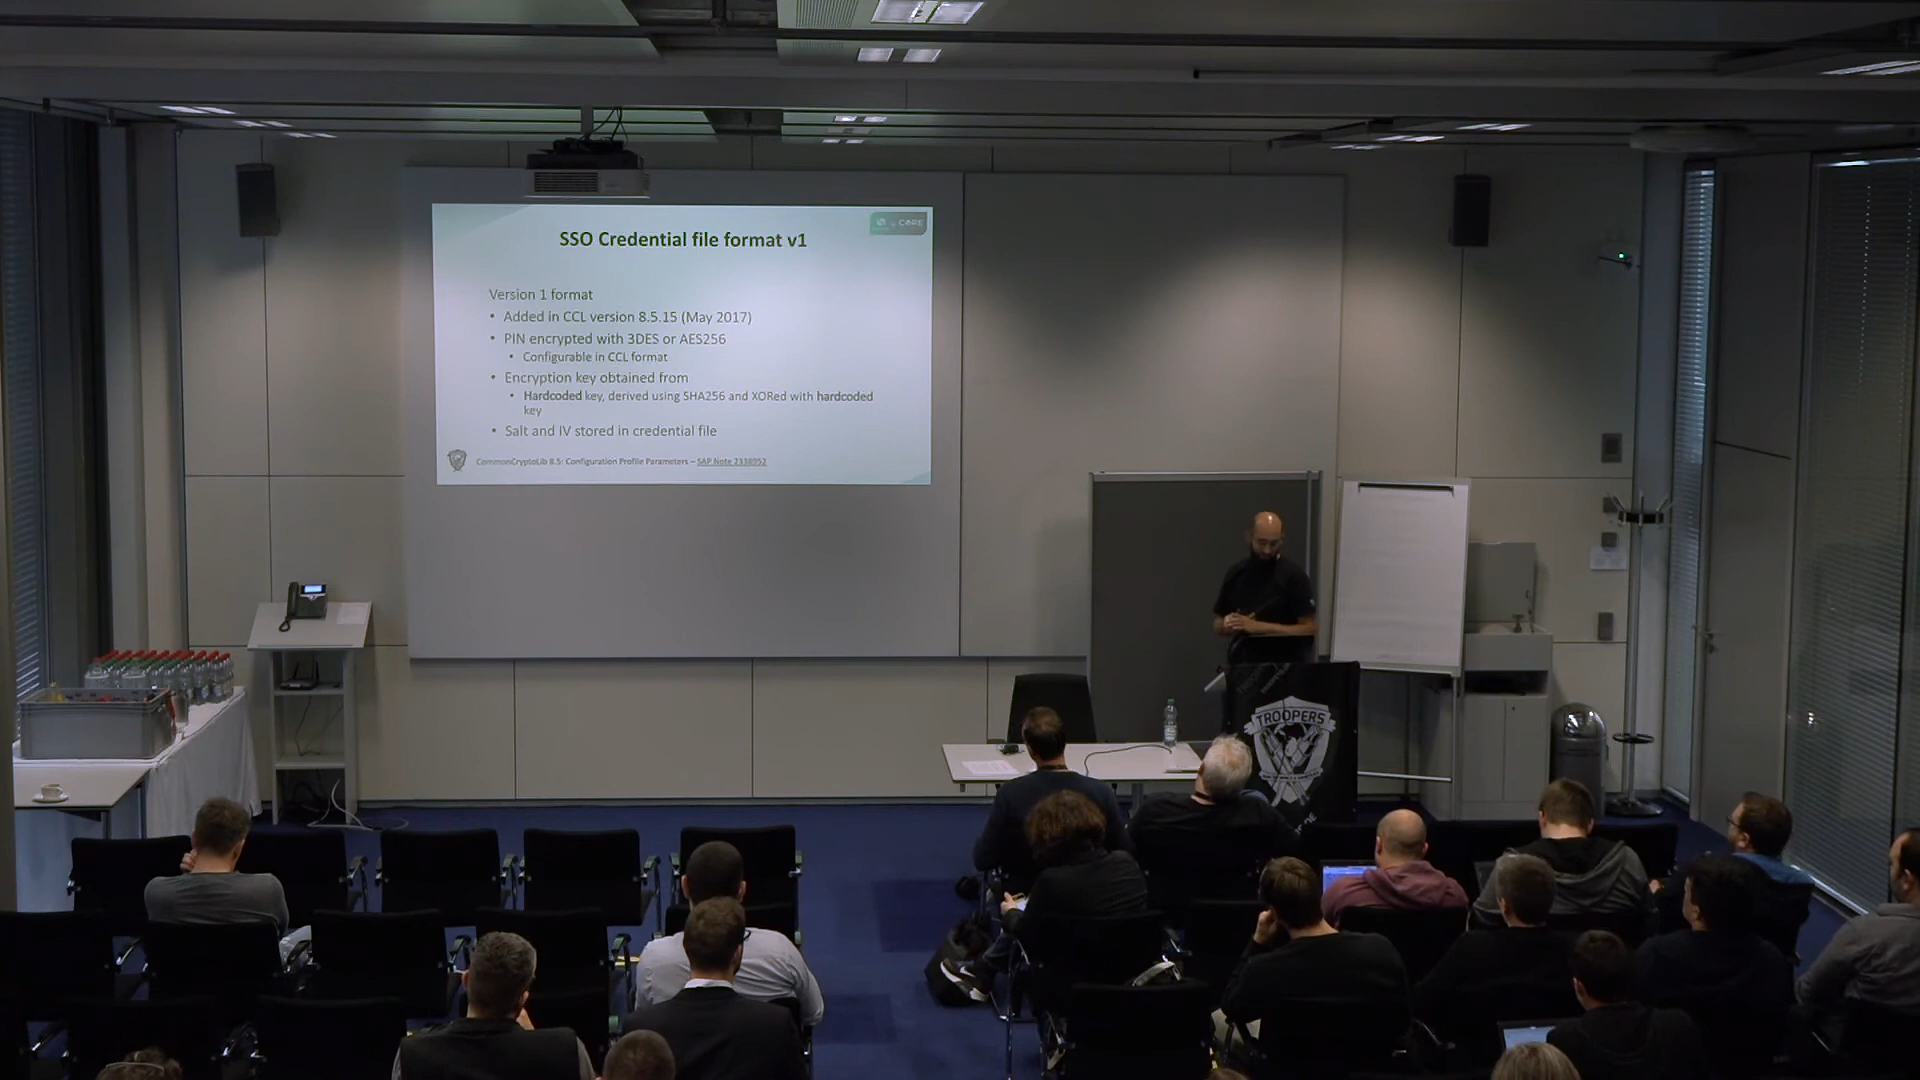 CORE
SSO Credential file format v1
Version 1 format
• Added in CCL version 8.5.15 (May 2017)
• PIN encrypted with 3DES or AES256
• Configurable in CCL format
• Encryption key obtained from
• Hardcoded key, derived using SHA256 and XORed with hardcoded
key
• Salt and IV stored in credential file
CommonCryptoLib 8.5: Configuration Profile Parameters – SAP Note 2338952
TROOPERS